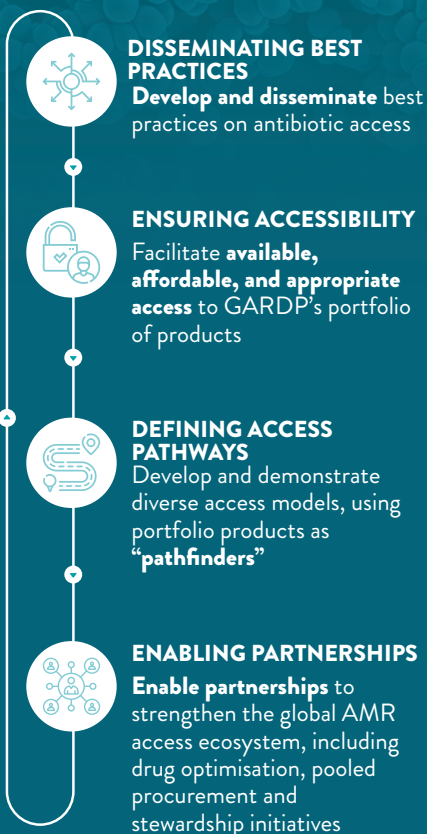 DISSEMINATING BEST
PRACTICES
Develop and disseminate best
practices on antibiotic access
ENSURING ACCESSIBILITY
Facilitate available,
affordable, and appropriate
access to GARDP's portfolio
of products
DEFINING ACCESS
PATHWAYS
Develop and demonstrate
diverse access models, using
portfolio products as
“pathfinders”
ENABLING PARTNERSHIPS
Enable partnerships to
strengthen the global AMR
access ecosystem, including
drug optimisation, pooled
procurement and
stewardship initiatives